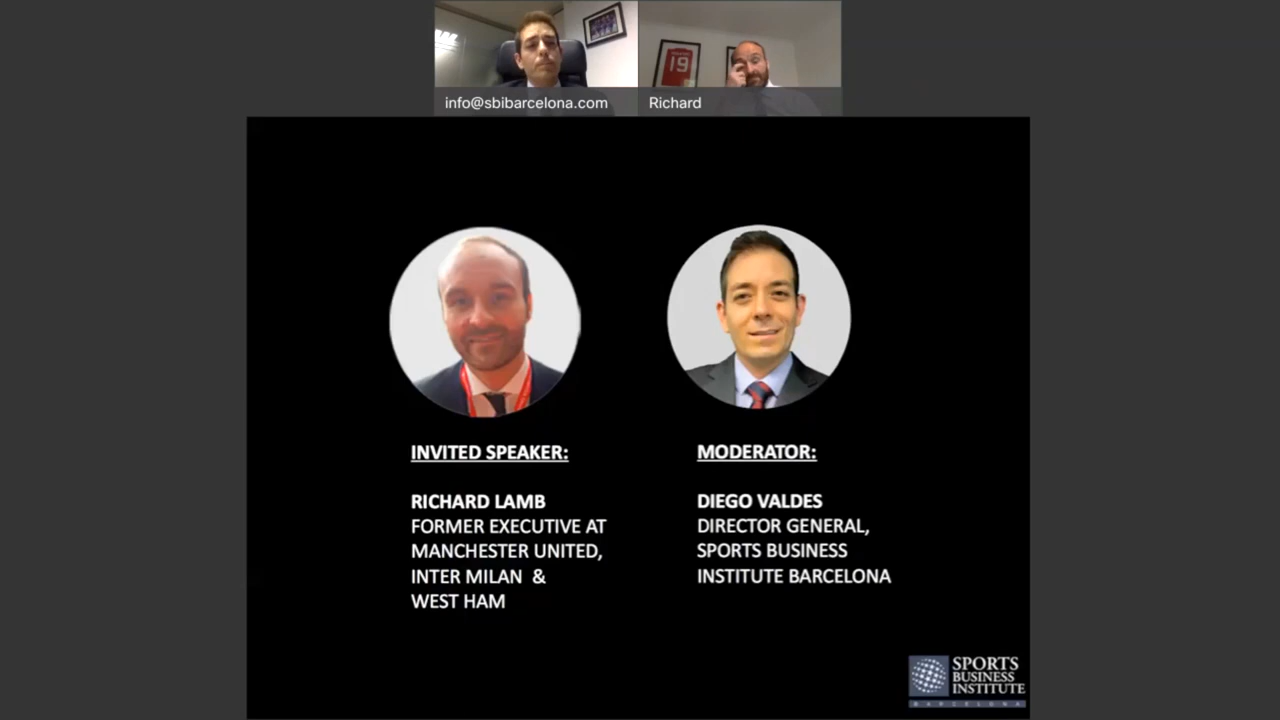 info@sbibarcelona.com
Richard
19
INVITED SPEAKER:
RICHARD LAMB
FORMER EXECUTIVE AT
MANCHESTER UNITED,
INTER MILAN &
WEST HAM
MODERATOR:
DIEGO VALDES
DIRECTOR GENERAL,
SPORTS BUSINESS
INSTITUTE BARCELONA
SPORTS
BUSINESS
INSTITUTE
BARCELONA